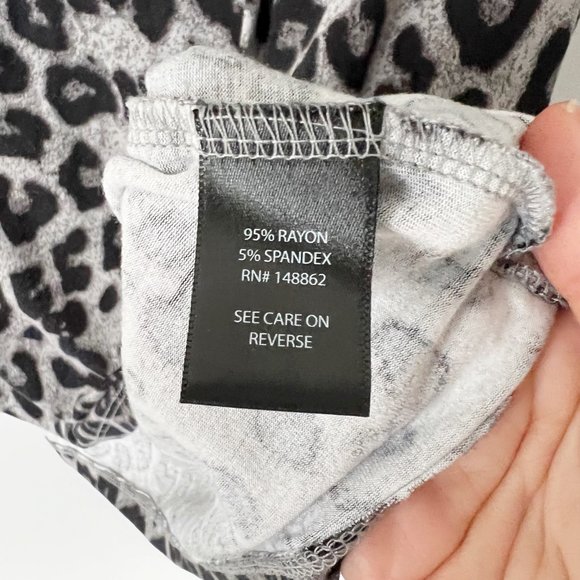 95% RAYON
5% SPANDEX
RN# 148862
SEE CARE ON
REVERSE